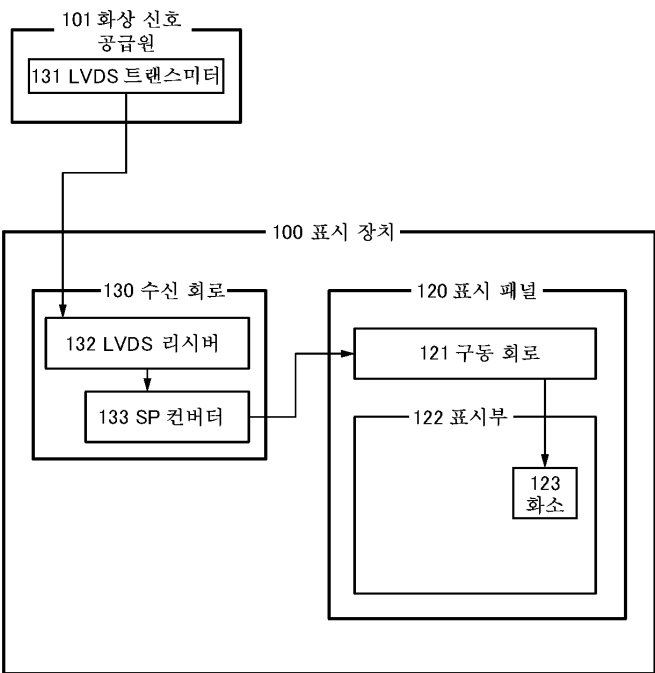 101 화상 신호
공급원
131 LVDS 트랜스미터
100 표시 장치
130 수신 회로
120 표시 패널
132 LVDS 리시버
121 구동 회로
133 SP 컨버터
122 표시부
123
화소